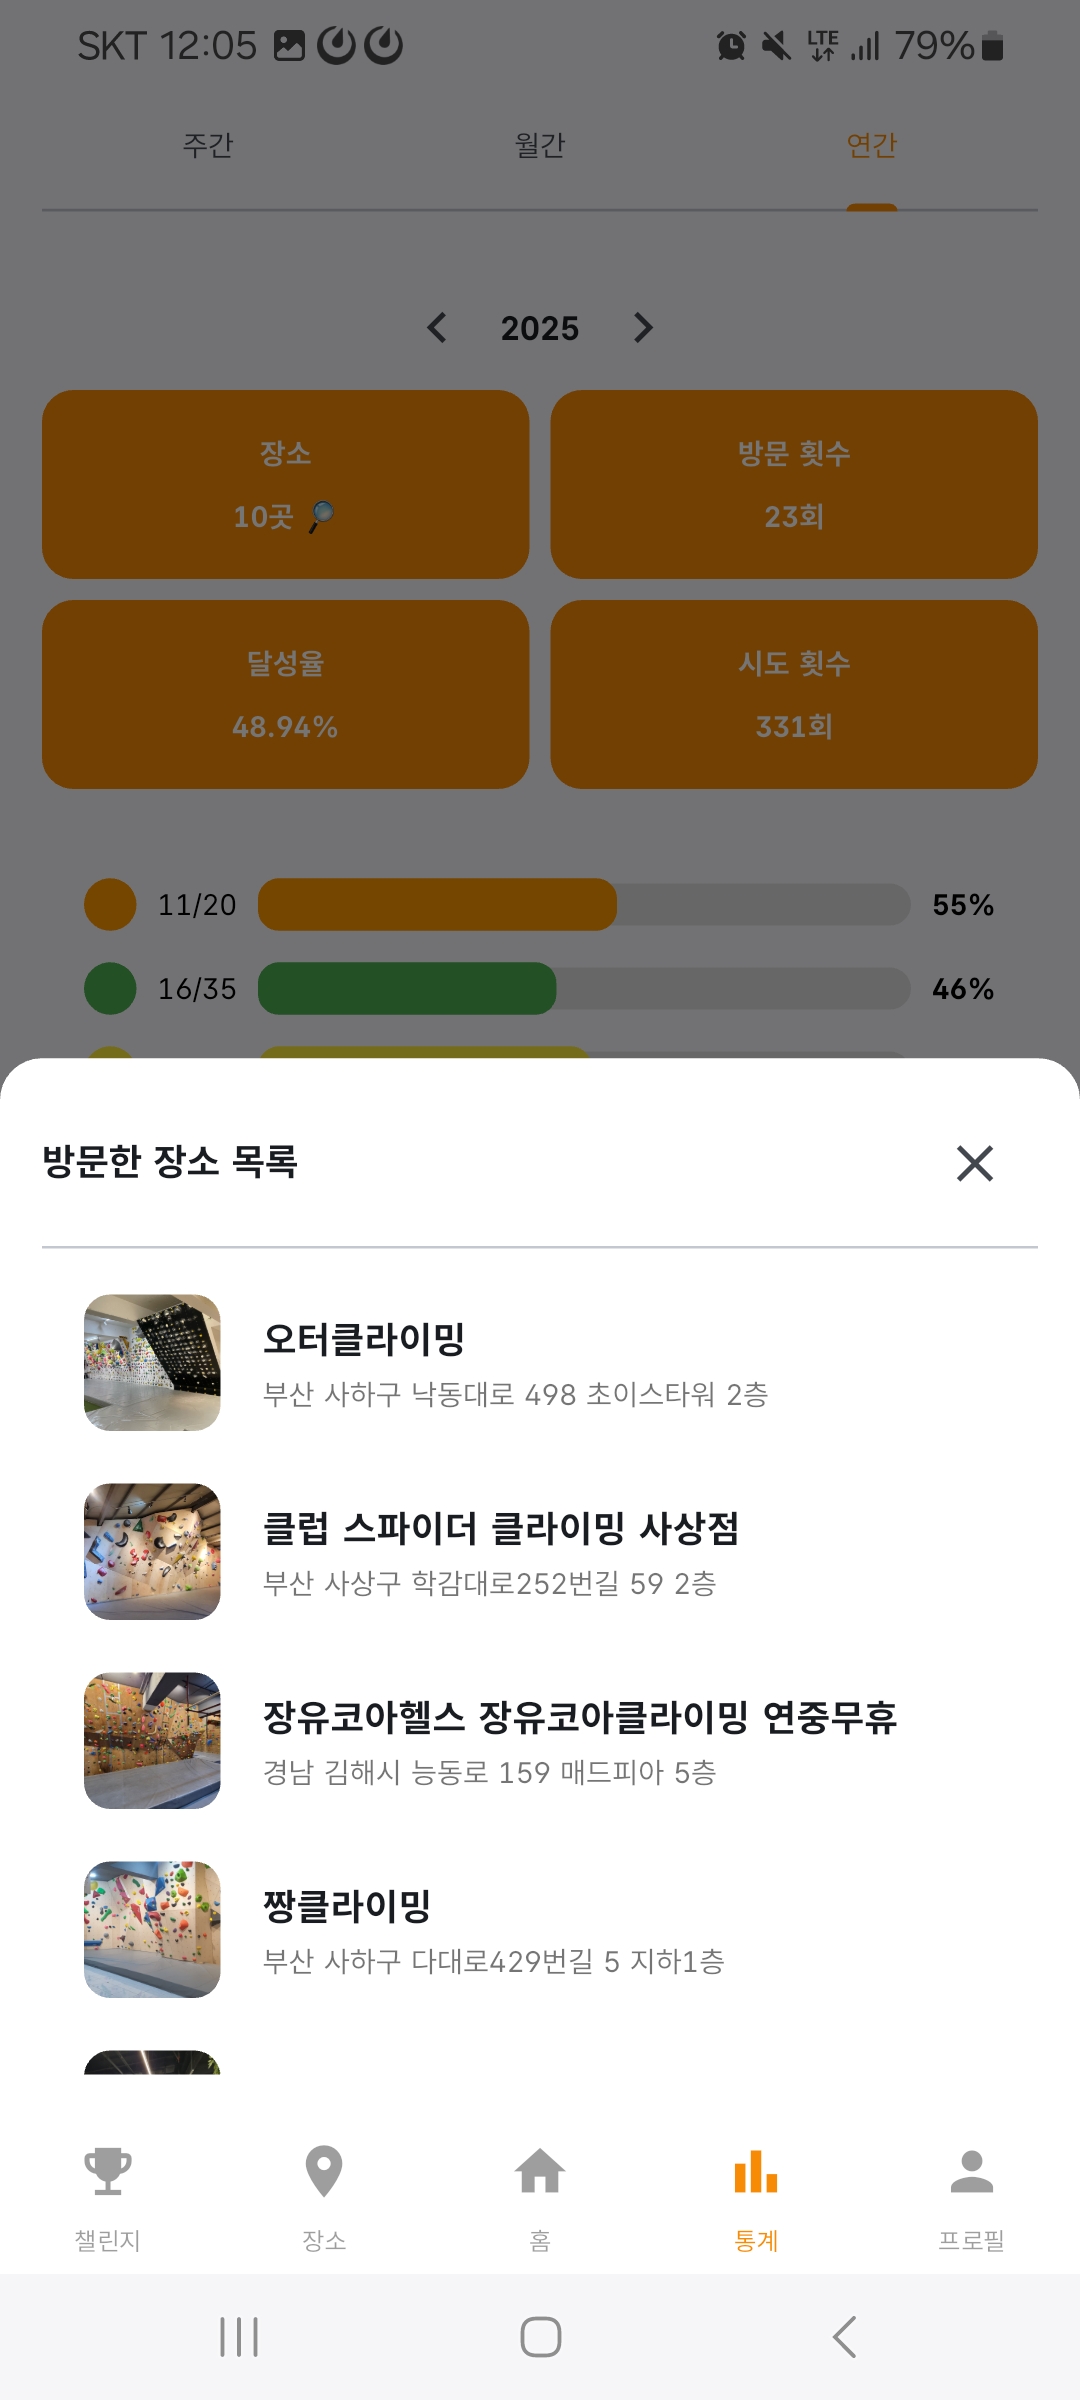 SKT 12:05 LTE 79%
주간 월간 연간
2025
장소 방문 횟수
10곳 23회
달성율 시도 횟수
48.94% 331회
11/20 55%
16/35 46%
방문한 장소 목록
오터클라이밍
부산 사하구 낙동대로 498 초이스타워 2층
클럽 스파이더 클라이밍 사상점
부산 사상구 학감대로252번길 59 2층
장유코아헬스 장유코아클라이밍 연중무휴
경남 김해시 능동로 159 매드피아 5층
짱클라이밍
부산 사하구 다대로429번길 5 지하1층
챌린지 장소 홈 통계 프로필